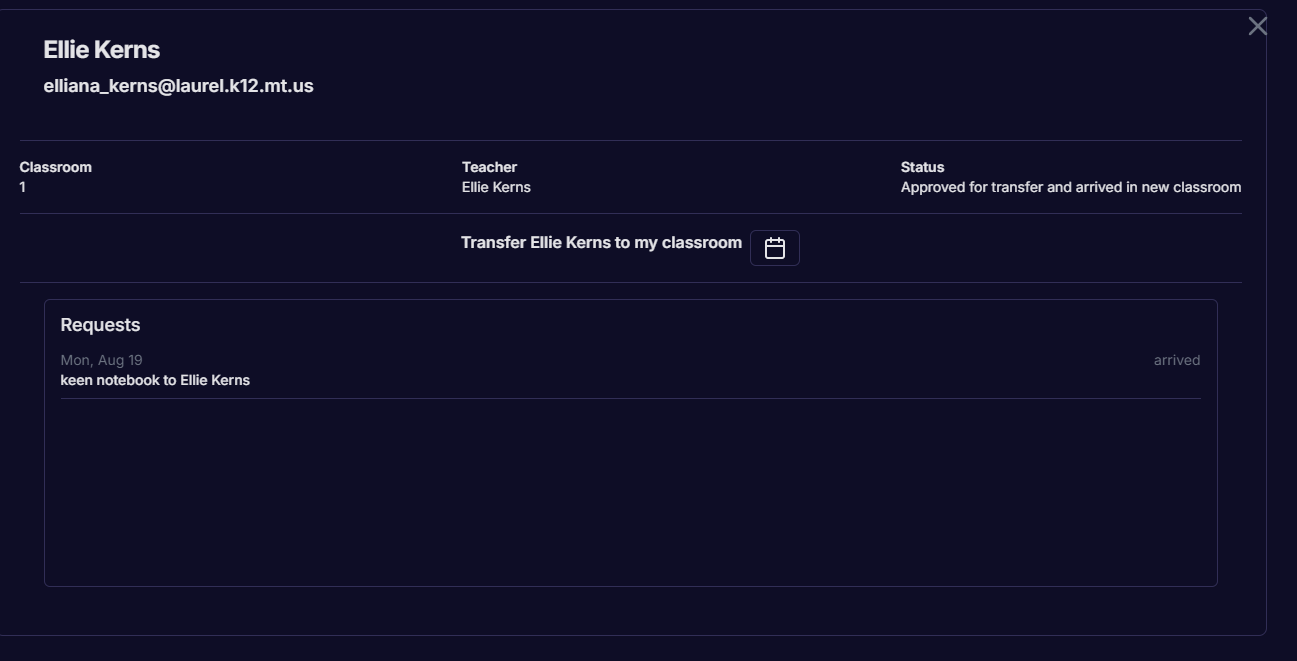 Ellie Kerns
elliana_kerns@laurel.k12.mt.us
Classroom
1
Teacher
Ellie Kerns
Status
Approved for transfer and arrived in new classroom
Transfer Ellie Kerns to my classroom
Requests
Mon, Aug 19
arrived
keen notebook to Ellie Kerns